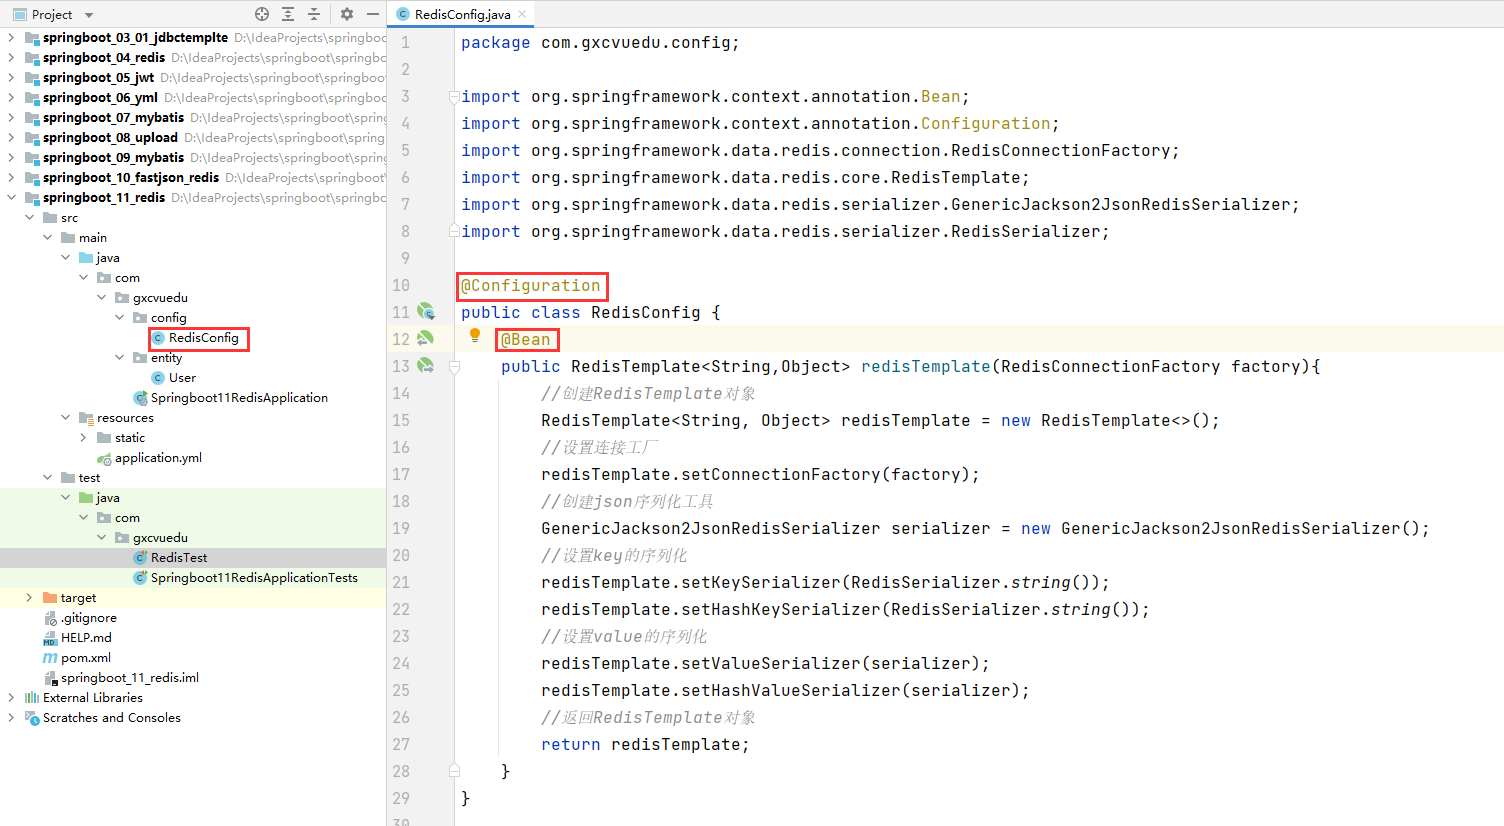 Project
springboot_03_01_jdbctemplte D:\IdeaProjects\springboot
springboot_04_redis D:\IdeaProjects\springboot\springboot
springboot_05_jwt D:\IdeaProjects\springboot\springboot
springboot_06_yml D:\IdeaProjects\springboot\springboot
springboot_07_mybatis D:\IdeaProjects\springboot\spring
springboot_08_upload D:\IdeaProjects\springboot\spring
springboot_09_mybatis D:\IdeaProjects\springboot\spring
springboot_10_fastjson_redis D:\IdeaProjects\springboot
springboot_11_redis D:\IdeaProjects\springboot\springbo
src
main
java
com
gxcvuedu
config
RedisConfig
entity
User
Springboot11RedisApplication
resources
static
application.yml
test
java
com
gxcvuedu
RedisTest
Springboot11RedisApplicationTests
target
.gitignore
HELP.md
pom.xml
springboot_11_redis.iml
External Libraries
Scratches and Consoles
RedisConfig.java
1 package com.gxcvuedu.config;
2
3 import org.springframework.context.annotation.Bean;
4 import org.springframework.context.annotation.Configuration;
5 import org.springframework.data.redis.connection.RedisConnectionFactory;
6 import org.springframework.data.redis.core.RedisTemplate;
7 import org.springframework.data.redis.serializer.GenericJackson2JsonRedisSerializer;
8 import org.springframework.data.redis.serializer.RedisSerializer;
9
10 @Configuration
11 public class RedisConfig {
12 @Bean
13 public RedisTemplate<String,Object> redisTemplate(RedisConnectionFactory factory){
14 //创建RedisTemplate对象
15 RedisTemplate<String, Object> redisTemplate = new RedisTemplate<>();
16 //设置连接工厂
17 redisTemplate.setConnectionFactory(factory);
18 //创建json序列化工具
19 GenericJackson2JsonRedisSerializer serializer = new GenericJackson2JsonRedisSerializer();
20 //设置key的序列化
21 redisTemplate.setKeySerializer(RedisSerializer.string());
22 redisTemplate.setHashKeySerializer(RedisSerializer.string());
23 //设置value的序列化
24 redisTemplate.setValueSerializer(serializer);
25 redisTemplate.setHashValueSerializer(serializer);
26 //返回RedisTemplate对象
27 return redisTemplate;
28 }
29 }
30